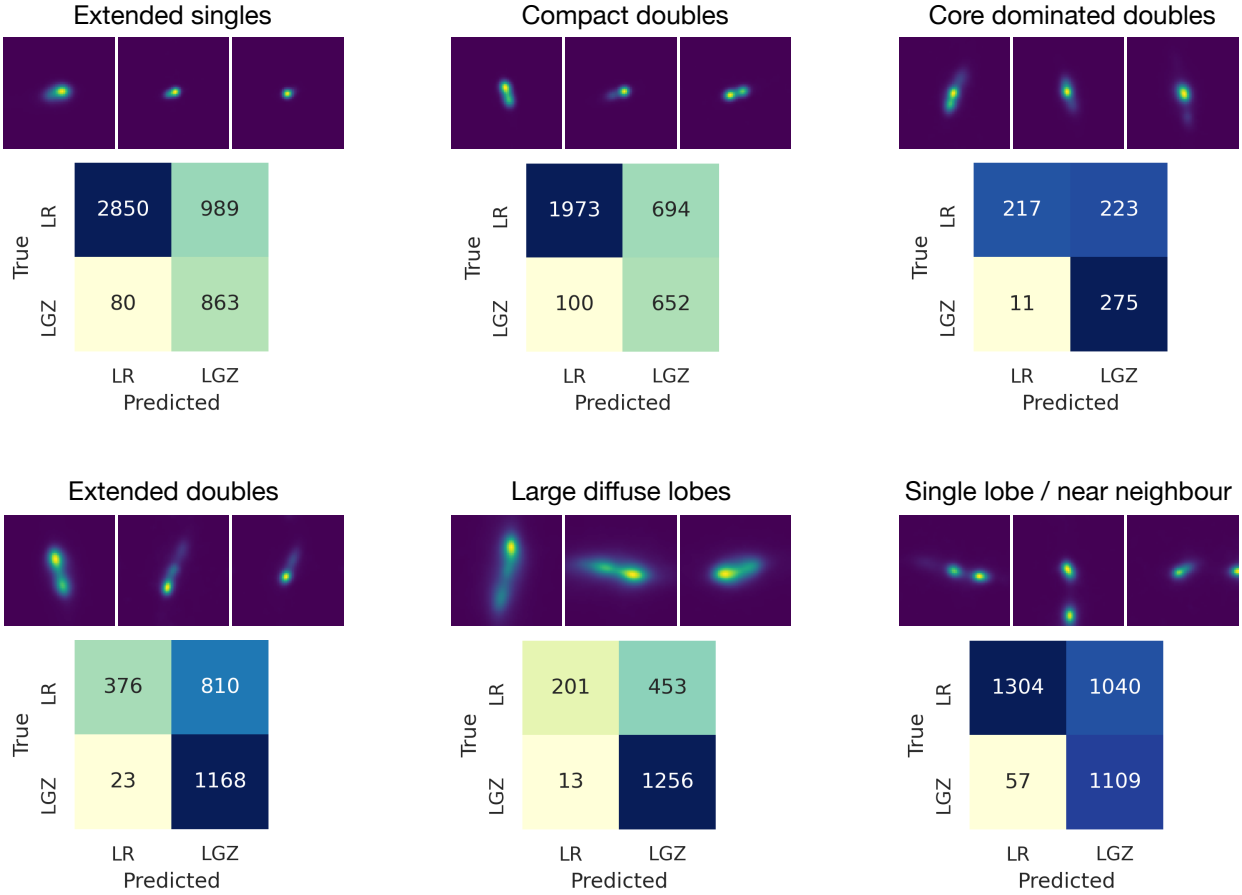 Extended singles
Compact doubles
Core dominated doubles
True
LR
2850
989
LGZ
80
863
LR
LGZ
Predicted
True
LR
1973
694
LGZ
100
652
LR
LGZ
Predicted
True
LR
217
223
LGZ
11
275
LR
LGZ
Predicted
Extended doubles
Large diffuse lobes
Single lobe / near neighbour
True
LR
376
810
LGZ
23
1168
LR
LGZ
Predicted
True
LR
201
453
LGZ
13
1256
LR
LGZ
Predicted
True
LR
1304
1040
LGZ
57
1109
LR
LGZ
Predicted